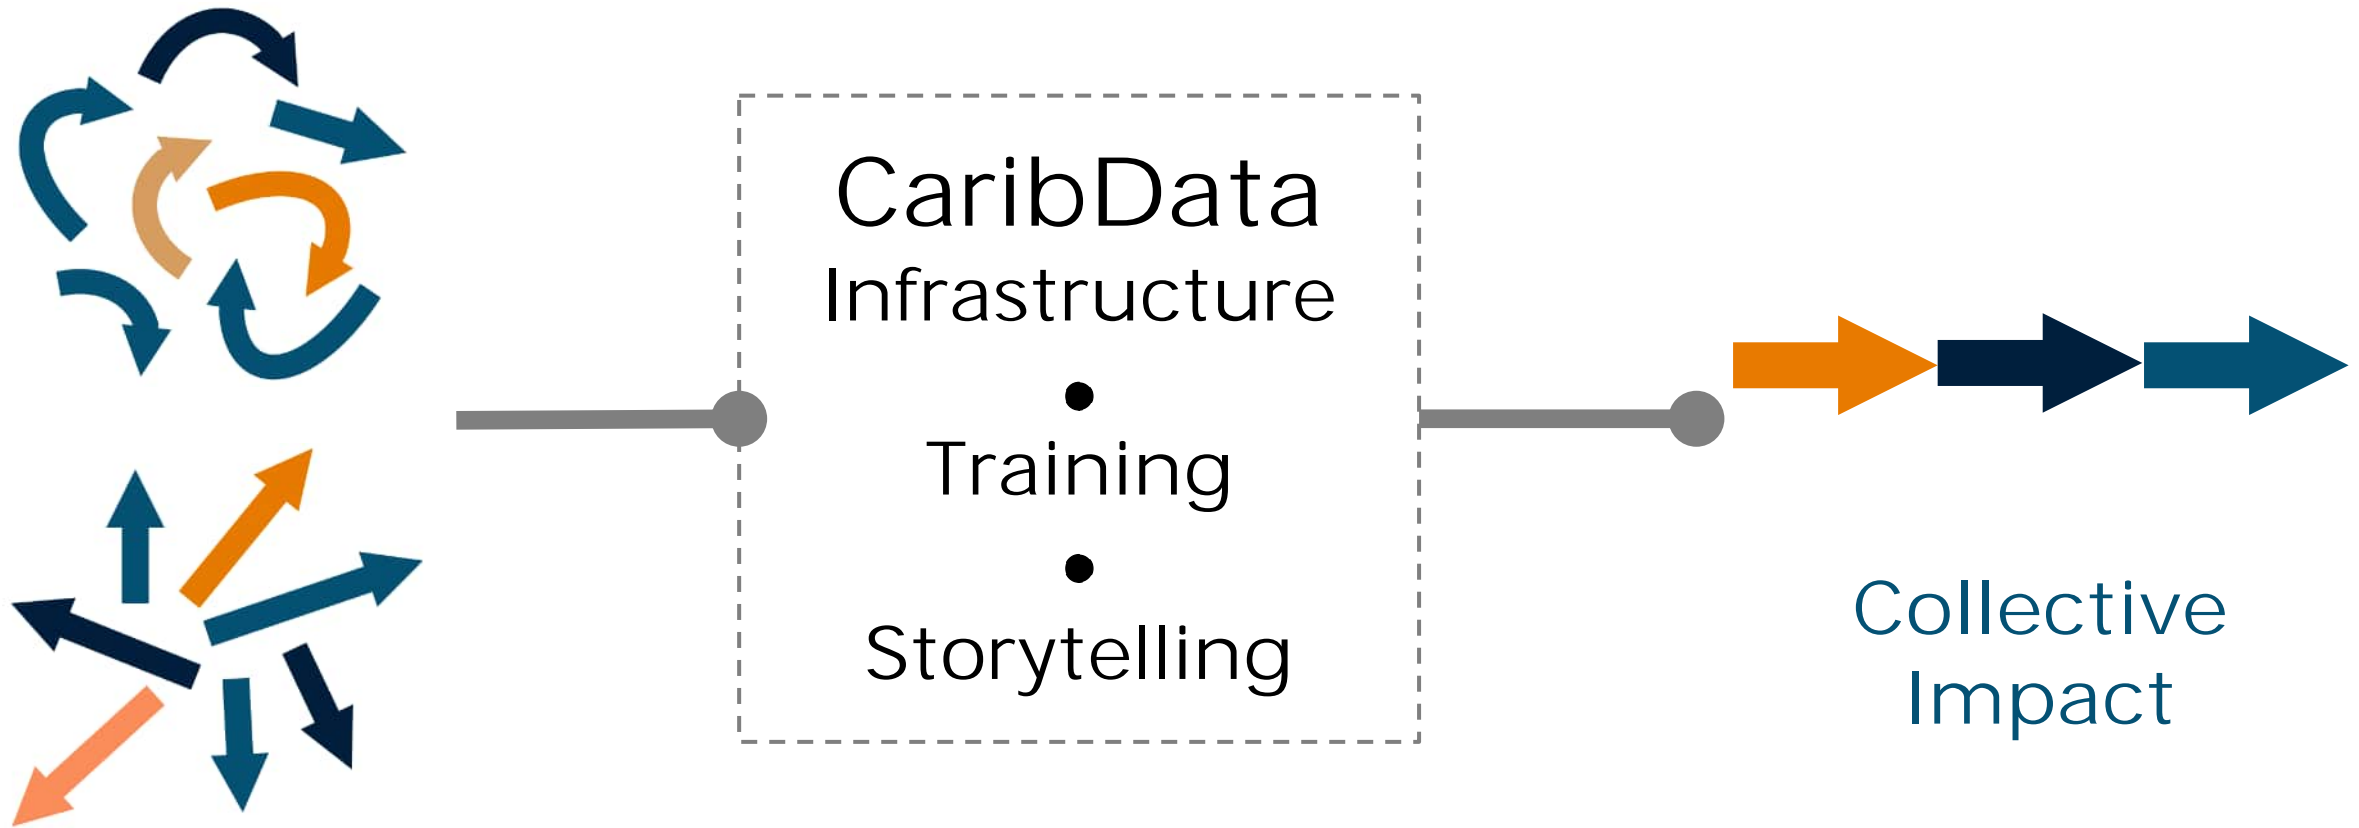 CaribData
Infrastructure
•
Training
•
Storytelling
Collective
Impact